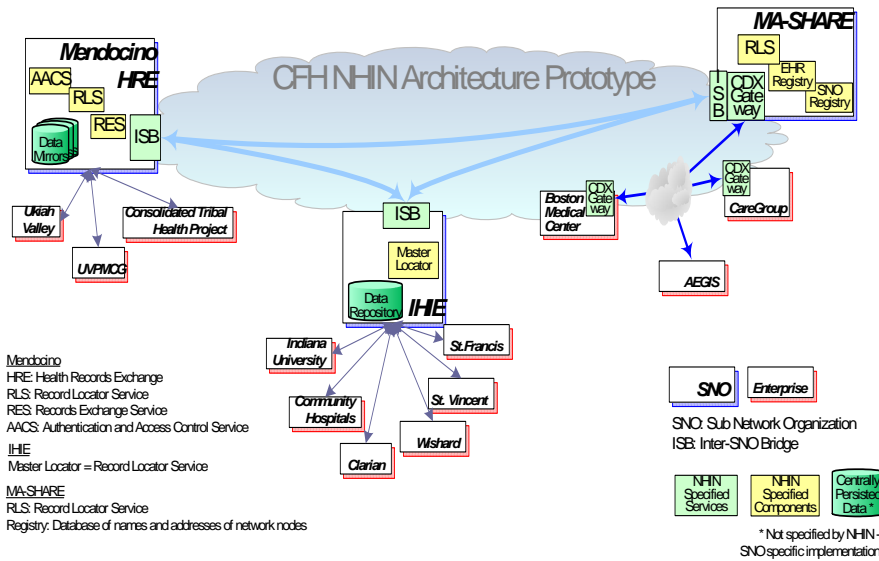 CFH NHIN Architecture Prototype
Mendocino
HRE
AACS
RLS
RES
ISB
Data
Mirrors
Ukiah
Valley
UVPMCG
Consolidated Tribal
Health Project
ISB
Master
Locator
Data
Repository
IHIE
Indiana
University
Community
Hospitals
Clarian
Wishard
St. Vincent
St.Francis
MA-SHARE
RLS
EHR
Registry
SNO
Registry
I
S
B
CDX
Gate
way
Boston
Medical
Center
CDX
Gate
way
CDX
Gate
way
CareGroup
AEGIS
Mendocino
HRE: Health Records Exchange
RLS: Record Locator Service
RES: Records Exchange Service
AACS: Authentication and Access Control Service
IHIE
Master Locator = Record Locator Service
MA-SHARE
RLS: Record Locator Service
Registry: Database of names and addresses of network nodes
SNO
Enterprise
SNO: Sub Network Organization
ISB: Inter-SNO Bridge
NHIN
Specified
Services
NHIN
Specified
Components
Centrally
Persisted
Data *
* Not specified by NHIN -
SNO specific implementation